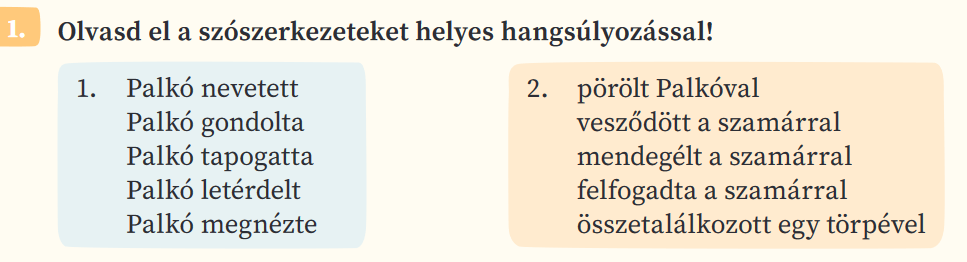 1. Olvasd el a szószerkezeteket helyes hangsúlyozással!
1. Palkó nevetett
Palkó gondolta
Palkó tapogatta
Palkó letérdelt
Palkó megnézte
2. pörölt Palkóval
vesződött a szamárral
mendegélt a szamárral
felfogadta a szamárral
összetalálkozott egy törpével